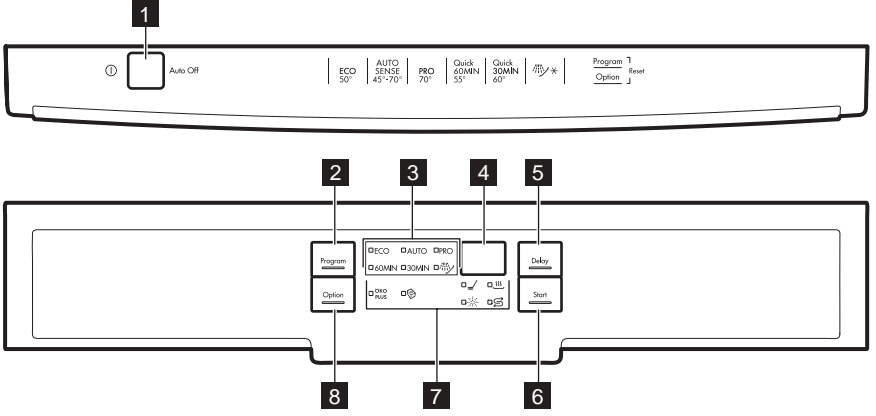 1
Auto Off
ECO
50°
AUTO
SENSE
45°-70°
PRO
70°
Quick
60MIN
55°
Quick
30MIN
60°
Program
Option
Reset
2
3
4
5
Program
ECO
AUTO
PRO
60MIN
30MIN
Delay
Option
ÖKO
PLUS
Start
8
7
6